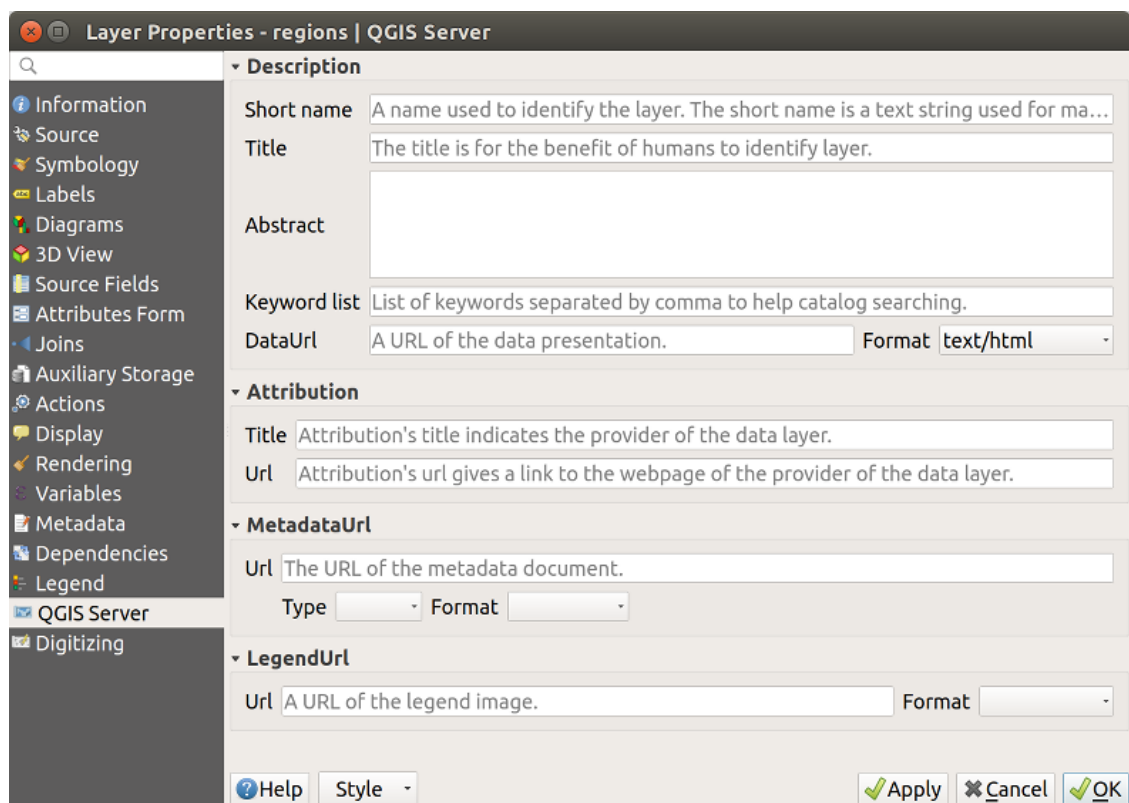 Layer Properties - regions | QGIS Server
Information
Source
Symbology
Labels
Diagrams
3D View
Source Fields
Attributes Form
Joins
Auxiliary Storage
Actions
Display
Rendering
Variables
Metadata
Dependencies
Legend
QGIS Server
Digitizing
Description
Short name A name used to identify the layer. The short name is a text string used for ma...
Title The title is for the benefit of humans to identify layer.
Abstract
Keyword list List of keywords separated by comma to help catalog searching.
DataUrl A URL of the data presentation. Format text/html
Attribution
Title Attribution's title indicates the provider of the data layer.
Url Attribution's url gives a link to the webpage of the provider of the data layer.
MetadataUrl
Url The URL of the metadata document.
Type Format
LegendUrl
Url A URL of the legend image. Format
Help Style Apply Cancel OK